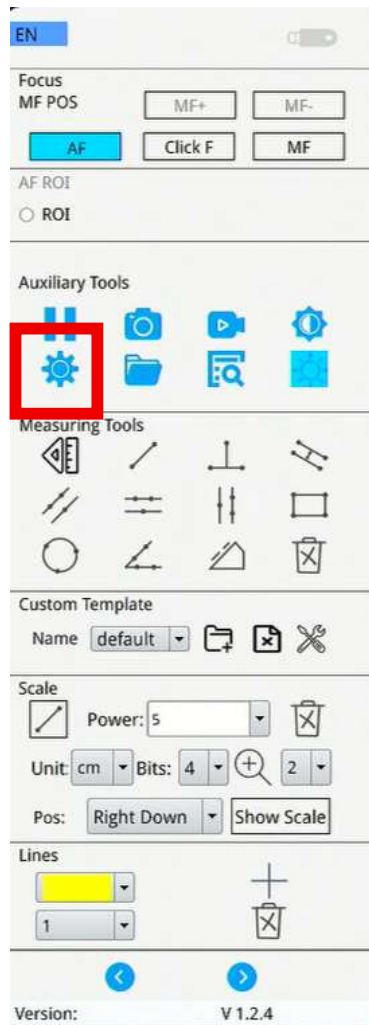 EN
Focus
MF POS MF+ MF-
AF Click F MF
AF ROI
ROI
Auxiliary Tools
Measuring Tools
Custom Template
Name default
Scale
Power: 5
Unit: cm Bits: 4 2
Pos: Right Down Show Scale
Lines
1
Version: V 1.2.4